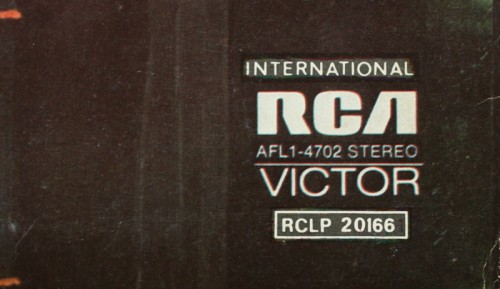 INTERNATIONAL
RCA
AFL1-4702 STEREO
VICTOR
RCLP 20166